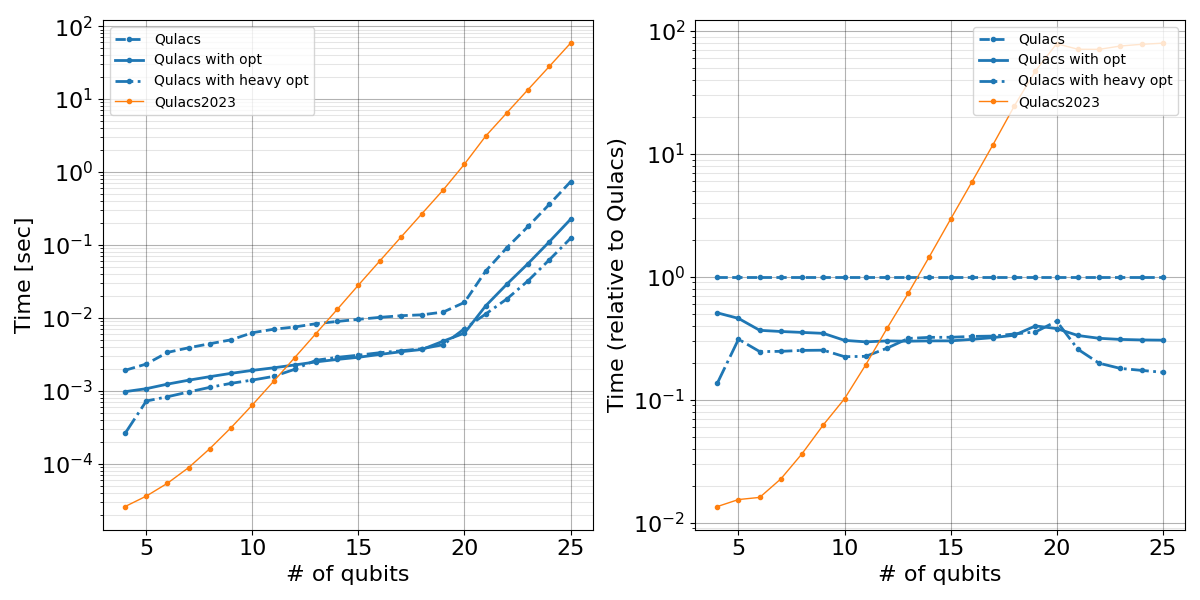 Time [sec]
10²
10¹
10⁰
10⁻¹
10⁻²
10⁻³
10⁻⁴
Qulacs
Qulacs with opt
Qulacs with heavy opt
Qulacs2023
5 10 15 20 25
# of qubits
Time (relative to Qulacs)
10²
10¹
10⁰
10⁻¹
10⁻²
Qulacs
Qulacs with opt
Qulacs with heavy opt
Qulacs2023
5 10 15 20 25
# of qubits